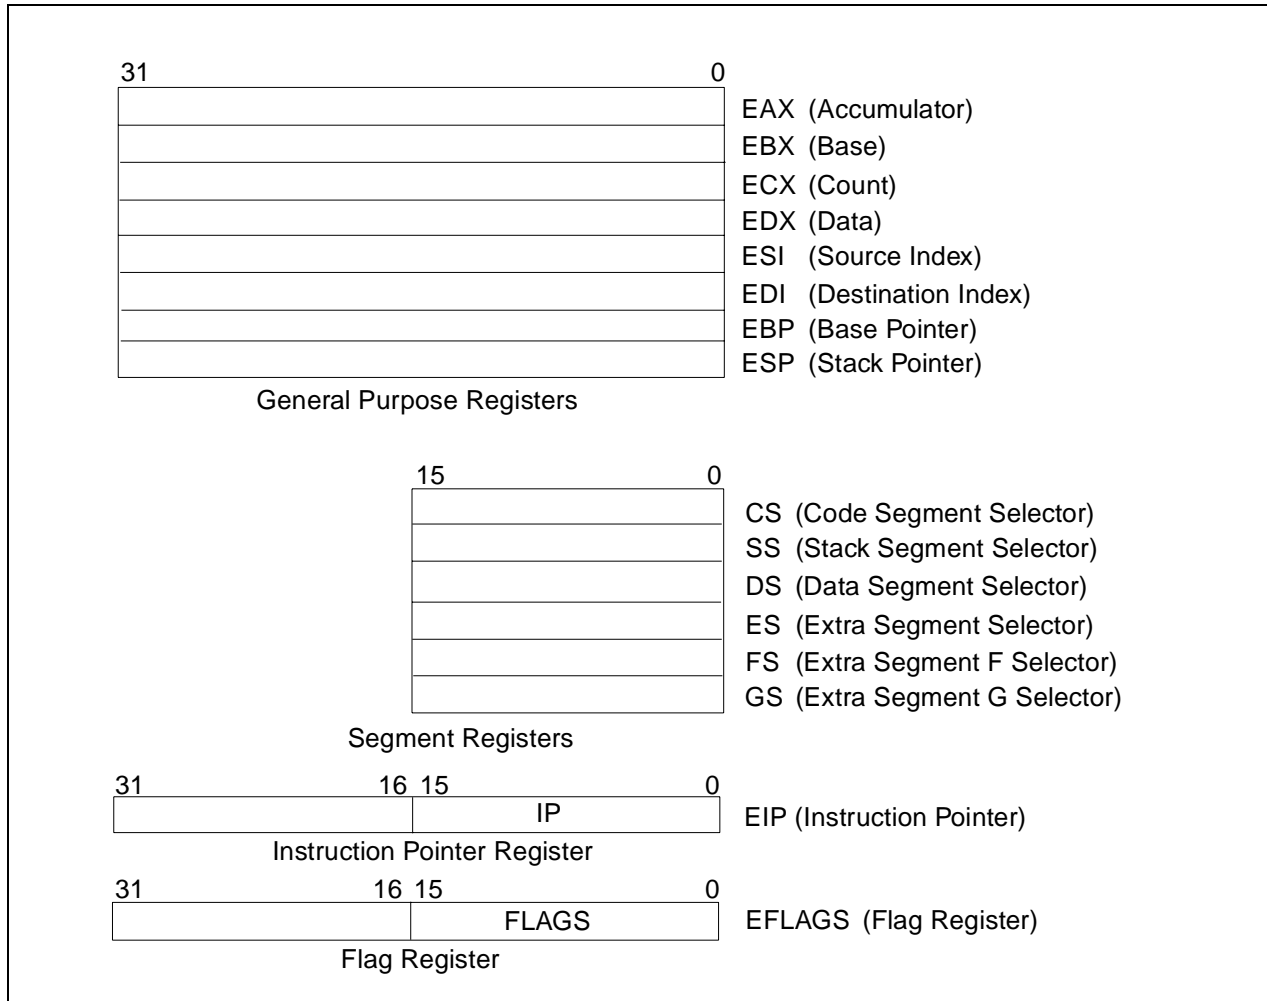 31 0
EAX (Accumulator)
EBX (Base)
ECX (Count)
EDX (Data)
ESI (Source Index)
EDI (Destination Index)
EBP (Base Pointer)
ESP (Stack Pointer)
General Purpose Registers
15 0
CS (Code Segment Selector)
SS (Stack Segment Selector)
DS (Data Segment Selector)
ES (Extra Segment Selector)
FS (Extra Segment F Selector)
GS (Extra Segment G Selector)
Segment Registers
31 16 15 0
IP EIP (Instruction Pointer)
Instruction Pointer Register
31 16 15 0
FLAGS EFLAGS (Flag Register)
Flag Register